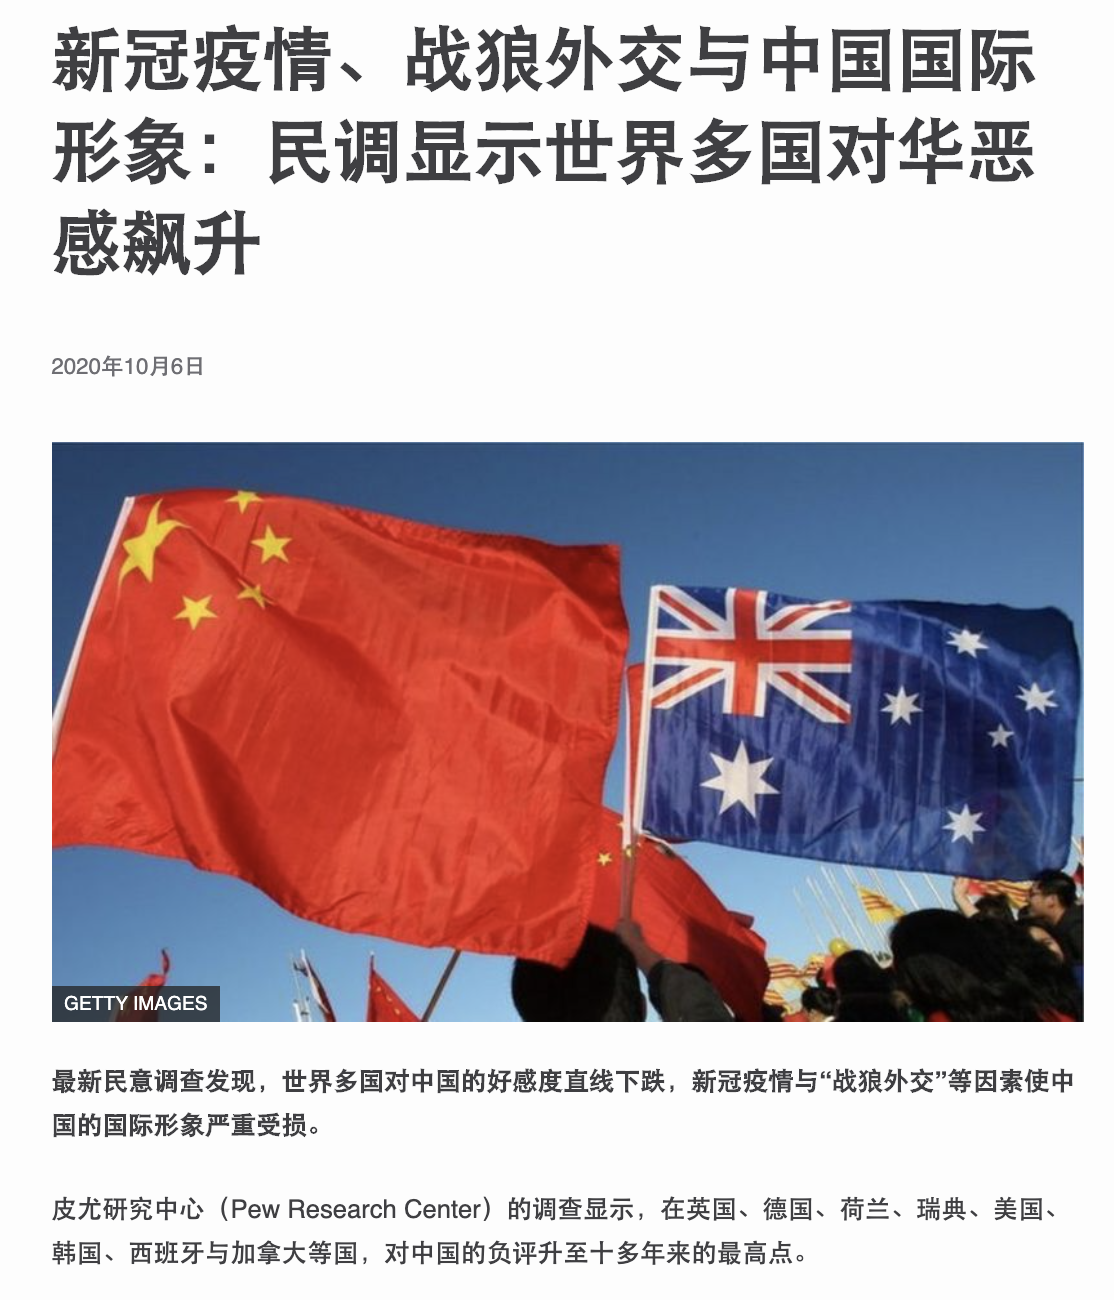 新冠疫情、战狼外交与中国国际
形象：民调显示世界多国对华恶
感飙升
2020年10月6日
GETTY IMAGES
最新民意调查发现，世界多国对中国的好感度直线下跌，新冠疫情与“战狼外交”等因素使中
国的国际形象严重受损。
皮尤研究中心（Pew Research Center）的调查显示，在英国、德国、荷兰、瑞典、美国、
韩国、西班牙与加拿大等国，对中国的负评升至十多年来的最高点。